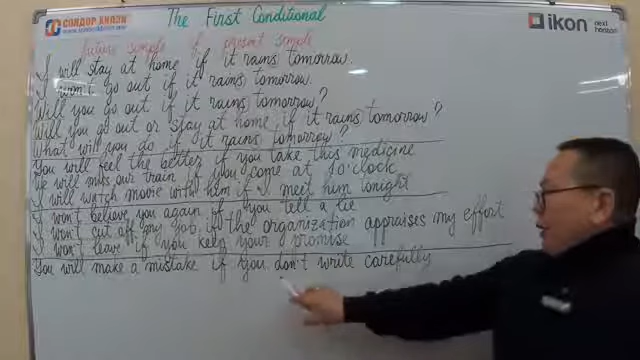 СОНДОР ХИЛЭН
The First Conditional
ikon next horizon
future simple if present simple
I will stay at home if it rains tomorrow.
I won't go out if it rains tomorrow.
Will you go out if it rains tomorrow?
Will you go out or stay at home if it rains tomorrow?
What will you go if it rains tomorrow?
You will feel the better if you take this medicine
We will miss our train if you come at 10 o'clock
I will watch movie with him if I meet him tonight
I won't believe you again if you tell a lie
I won't cut off my job if the organization appraises my effort
I won't leave if you keep your promise
You will make a mistake if you don't write carefully